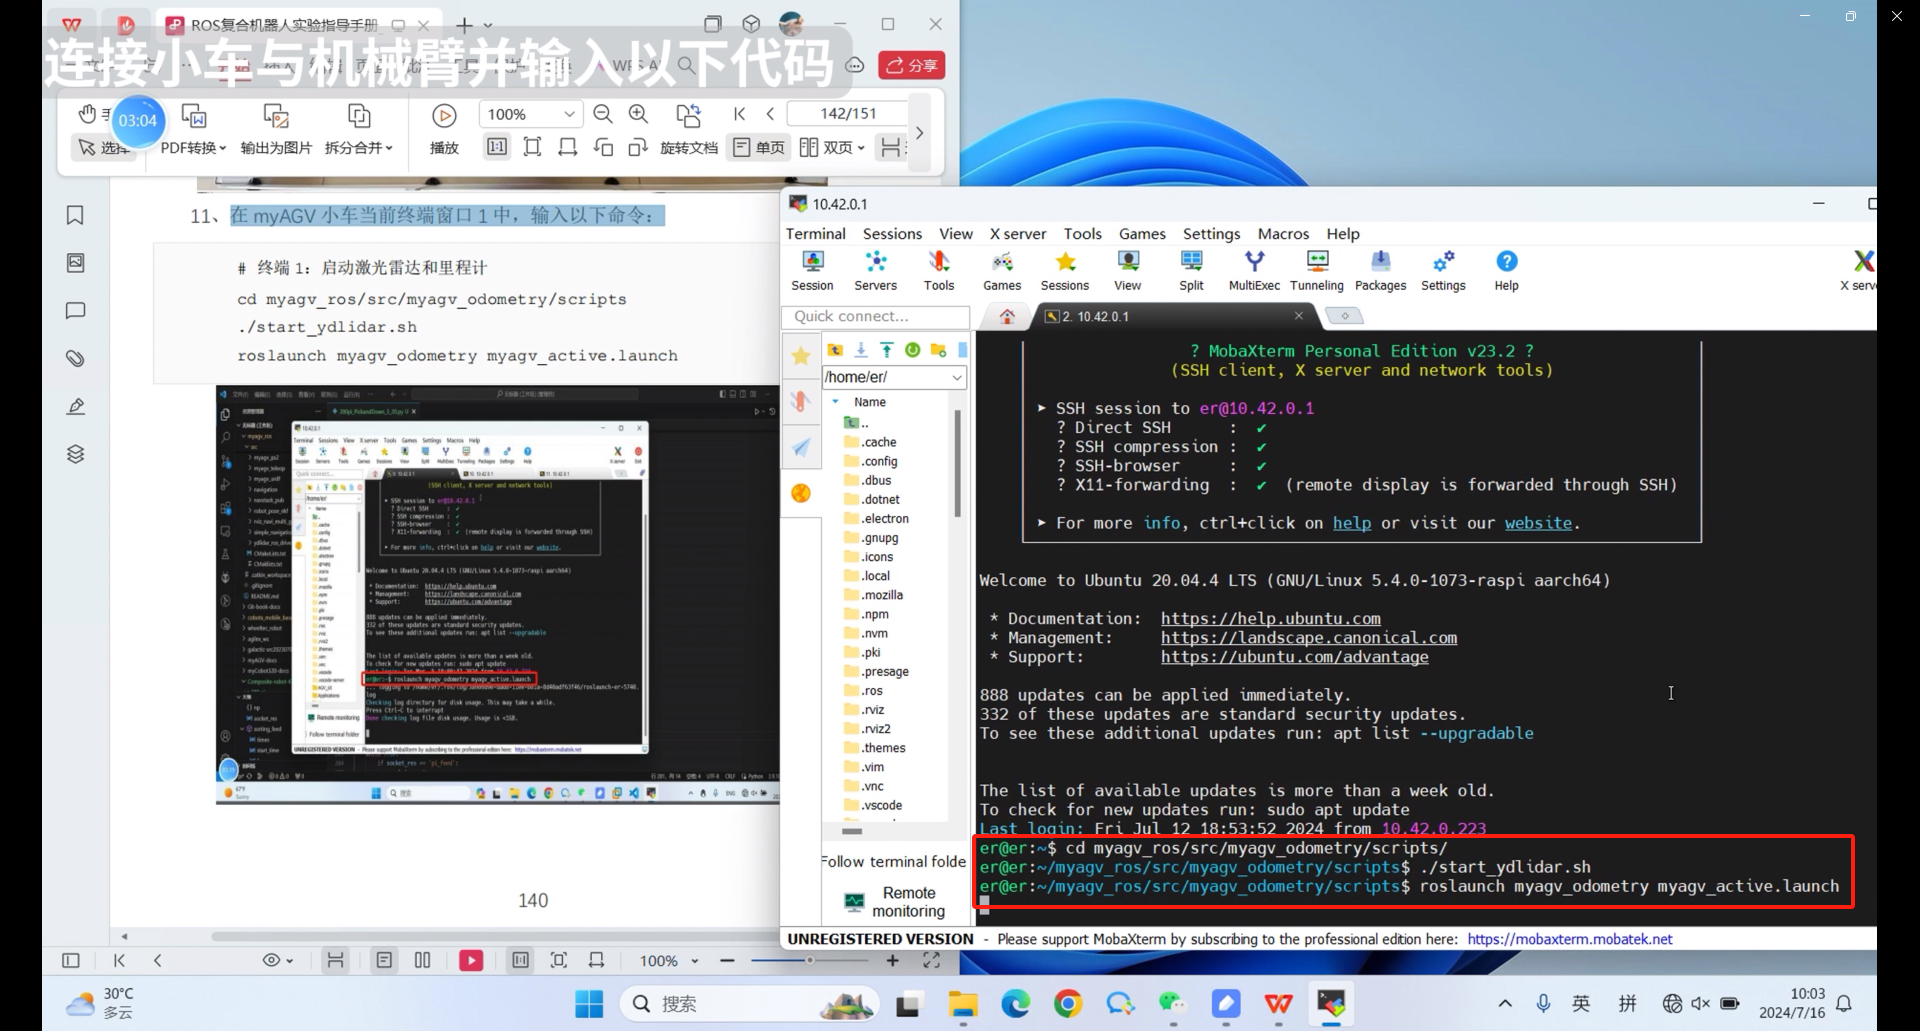 ROS复合机器人实验指导手册
连接小车与机械臂并输入以下代码
分享
03:04
100%
142/151
选择
PDF转换
输出为图片
拆分合并
播放
旋转文档
单页
双页
11、在 myAGV 小车当前终端窗口 1 中，输入以下命令：
# 终端 1：启动激光雷达和里程计
cd myagv_ros/src/myagv_odometry/scripts
./start_ydlidar.sh
roslaunch myagv_odometry myagv_active.launch
140
100%
10.42.0.1
Terminal Sessions View X server Tools Games Settings Macros Help
Session Servers Tools Games Sessions View Split MultiExec Tunneling Packages Settings Help
Quick connect...
2. 10.42.0.1
/home/er/
Name
..
.cache
.config
.dbus
.dotnet
.electron
.gnupg
.icons
.local
.mozilla
.npm
.nvm
.pki
.presage
.ros
.rviz
.rviz2
.themes
.vim
.vnc
.vscode
Remote
monitoring
? MobaXterm Personal Edition v23.2 ?
(SSH client, X server and network tools)
➤ SSH session to er@10.42.0.1
? Direct SSH : ✔
? SSH compression : ✔
? SSH-browser : ✔
? X11-forwarding : ✔ (remote display is forwarded through SSH)
➤ For more info, ctrl+click on help or visit our website.
Welcome to Ubuntu 20.04.4 LTS (GNU/Linux 5.4.0-1073-raspi aarch64)
* Documentation: https://help.ubuntu.com
* Management: https://landscape.canonical.com
* Support: https://ubuntu.com/advantage
888 updates can be applied immediately.
332 of these updates are standard security updates.
To see these additional updates run: apt list --upgradable
The list of available updates is more than a week old.
To check for new updates run: sudo apt update
Last login: Fri Jul 12 18:53:52 2024 from 10.42.0.223
er@er:~$ cd myagv_ros/src/myagv_odometry/scripts/
er@er:~/myagv_ros/src/myagv_odometry/scripts$ ./start_ydlidar.sh
er@er:~/myagv_ros/src/myagv_odometry/scripts$ roslaunch myagv_odometry myagv_active.launch
UNREGISTERED VERSION - Please support MobaXterm by subscribing to the professional edition here: https://mobaxterm.mobatek.net
30°C
多云
搜索
英
拼
10:03
2024/7/16